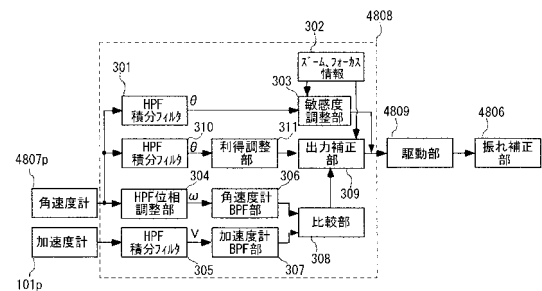 4808
302
ズーム、フォーカス
情報
301
HPF
積分フィルタ
θ
303
敏感度
調整部
310
HPF
積分フィルタ
θ
311
利得調整
部
出力補正
部
309
4809
駆動部
4806
振れ補正
部
4807p
角速度計
304
HPF位相
調整部
ω
306
角速度計
BPF部
比較部
308
加速度計
101p
HPF
積分フィルタ
305
V
加速度計
BPF部
307